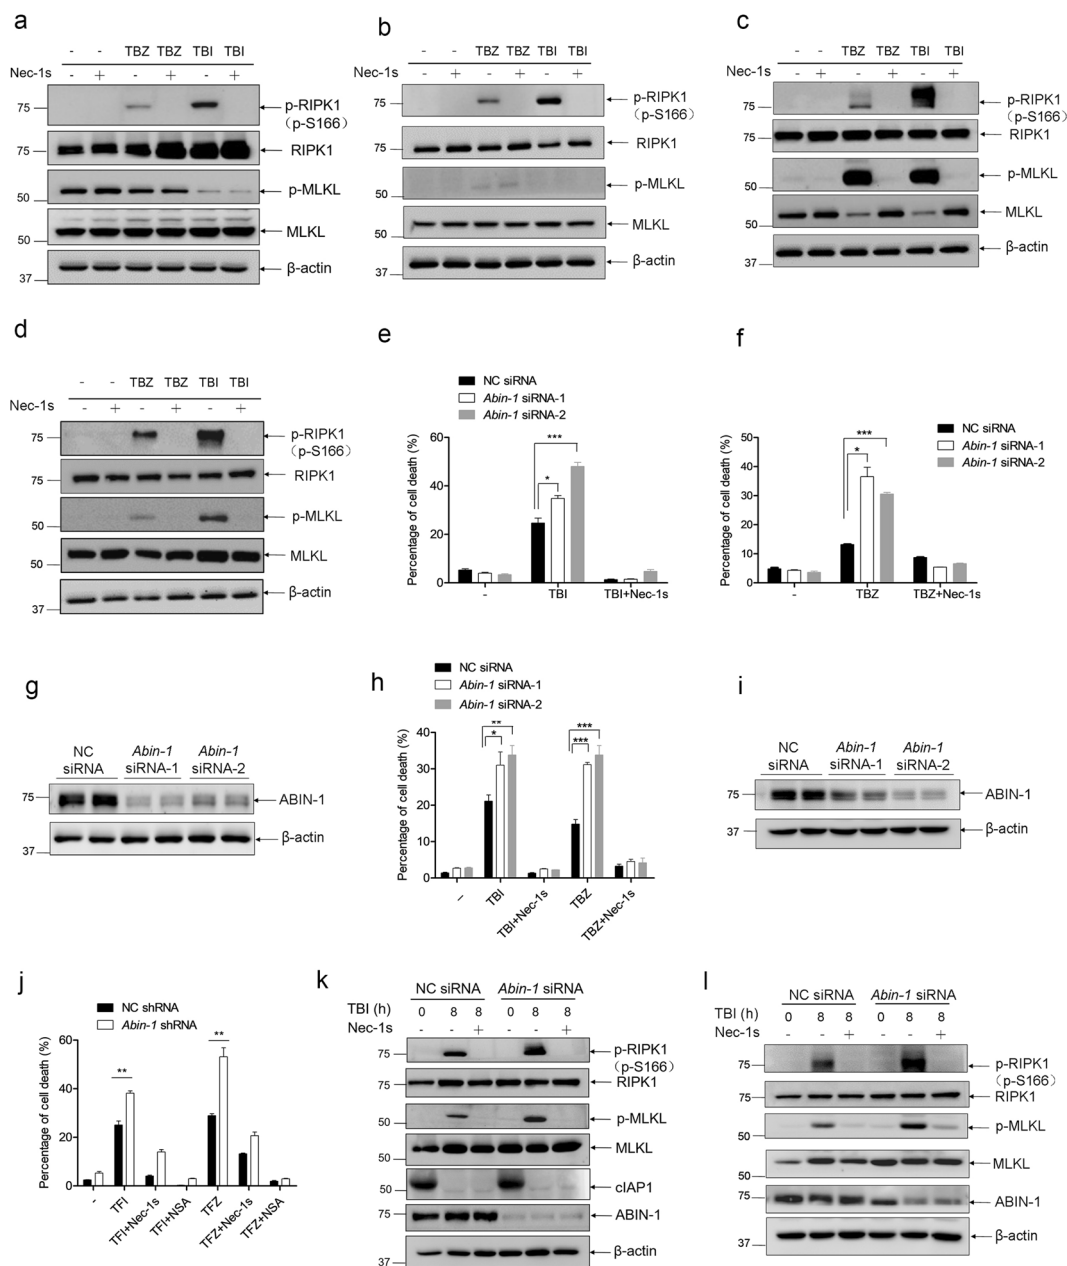 a
- - TBZ TBZ TBI TBI
Nec-1s - + - + - +
75
p-RIPK1
(p-S166)
75
RIPK1
50
p-MLKL
50
MLKL
37
β-actin
b
- - TBZ TBZ TBI TBI
Nec-1s - + - + - +
75
p-RIPK1
(p-S166)
75
RIPK1
50
p-MLKL
50
MLKL
37
β-actin
c
- - TBZ TBZ TBI TBI
Nec-1s - + - + - +
75
p-RIPK1
(p-S166)
75
RIPK1
50
p-MLKL
50
MLKL
37
β-actin
d
- - TBZ TBZ TBI TBI
Nec-1s - + - + - +
75
p-RIPK1
(p-S166)
75
RIPK1
50
p-MLKL
50
MLKL
37
β-actin
e
NC siRNA
Abin-1 siRNA-1
Abin-1 siRNA-2
Percentage of cell death (%)
60
40
20
0
***
*
- TBI TBI+Nec-1s
f
NC siRNA
Abin-1 siRNA-1
Abin-1 siRNA-2
Percentage of cell death (%)
50
40
30
20
10
0
***
*
- TBZ TBZ+Nec-1s
g
NC Abin-1 Abin-1
siRNA siRNA-1 siRNA-2
75
ABIN-1
37
β-actin
h
NC siRNA
Abin-1 siRNA-1
Abin-1 siRNA-2
Percentage of cell death (%)
40
30
20
10
0
** ***
* ***
– TBI TBI+Nec-1s TBZ TBZ+Nec-1s
i
NC Abin-1 Abin-1
siRNA siRNA-1 siRNA-2
75
ABIN-1
37
β-actin
j
NC shRNA
Abin-1 shRNA
Percentage of cell death (%)
60
40
20
0
** **
- TFI TFI+Nec-1s TFI+NSA TFZ TFZ+Nec-1s TFZ+NSA
k
NC siRNA Abin-1 siRNA
TBI (h) 0 8 8 0 8 8
Nec-1s - - + - - +
75
p-RIPK1
(p-S166)
75
RIPK1
50
p-MLKL
50
MLKL
50
cIAP1
75
ABIN-1
37
β-actin
l
NC siRNA Abin-1 siRNA
TBI (h) 0 8 8 0 8 8
Nec-1s - - + - - +
75
p-RIPK1
(p-S166)
75
RIPK1
50
p-MLKL
50
MLKL
75
ABIN-1
37
β-actin